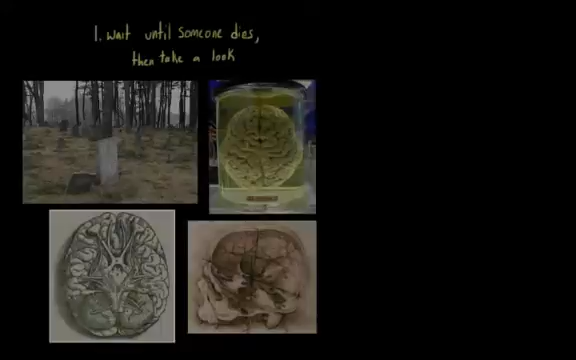 1. wait until someone dies,
then take a look